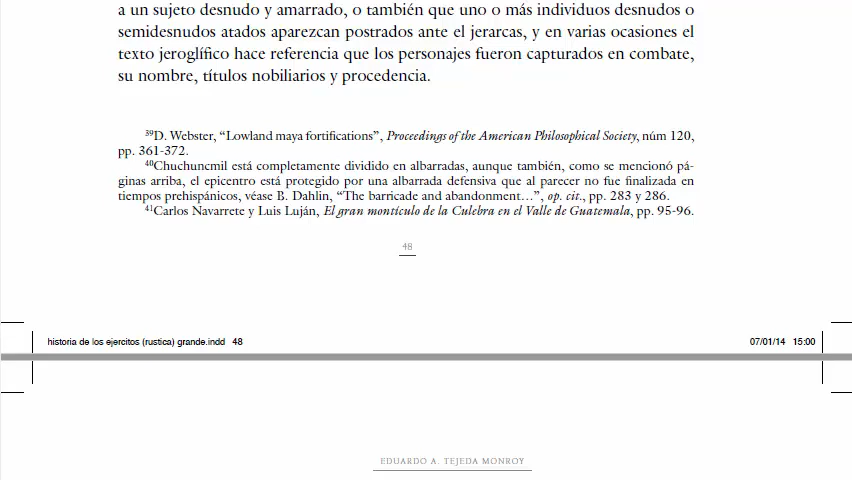 a un sujeto desnudo y amarrado, o también que uno o más individuos desnudos o
semidesnudos atados aparezcan postrados ante el jerarcas, y en varias ocasiones el
texto jeroglífico hace referencia que los personajes fueron capturados en combate,
su nombre, títulos nobiliarios y procedencia.
³⁹D. Webster, “Lowland maya fortifications”, Proceedings of the American Philosophical Society, núm 120,
pp. 361-372.
⁴⁰Chuchuncmil está completamente dividido en albarradas, aunque también, como se mencionó pá-
ginas arriba, el epicentro está protegido por una albarrada defensiva que al parecer no fue finalizada en
tiempos prehispánicos, véase B. Dahlin, “The barricade and abandonment…”, op. cit., pp. 283 y 286.
⁴¹Carlos Navarrete y Luis Luján, El gran montículo de la Culebra en el Valle de Guatemala, pp. 95-96.
48
historia de los ejercitos (rustica) grande.indd 48
07/01/14 15:00
EDUARDO A. TEJEDA MONROY